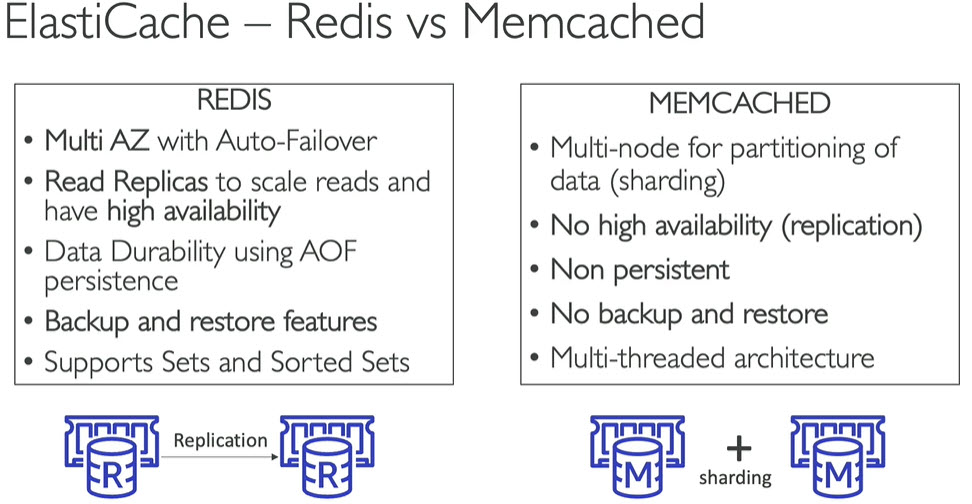 ElastiCache – Redis vs Memcached
REDIS
• Multi AZ with Auto-Failover
• Read Replicas to scale reads and
have high availability
• Data Durability using AOF
persistence
• Backup and restore features
• Supports Sets and Sorted Sets
MEMCACHED
• Multi-node for partitioning of
data (sharding)
• No high availability (replication)
• Non persistent
• No backup and restore
• Multi-threaded architecture
R
Replication
R
M
+
sharding
M